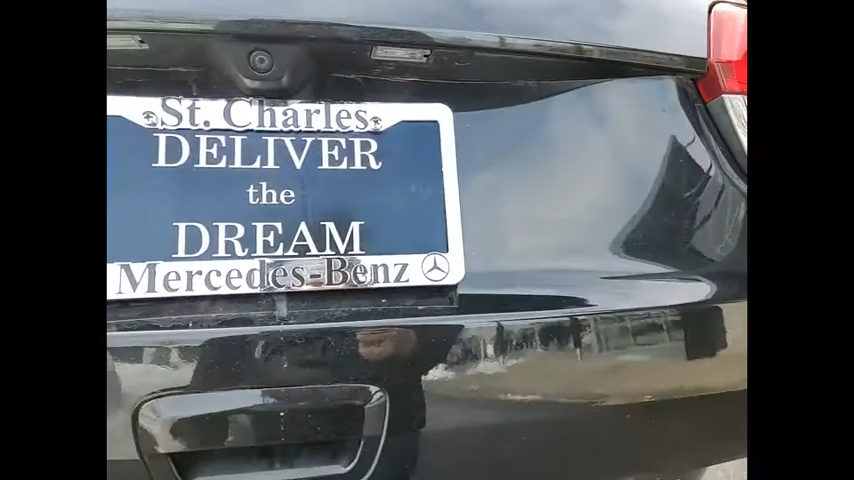 St. Charles
DELIVER
the
DREAM
Mercedes-Benz